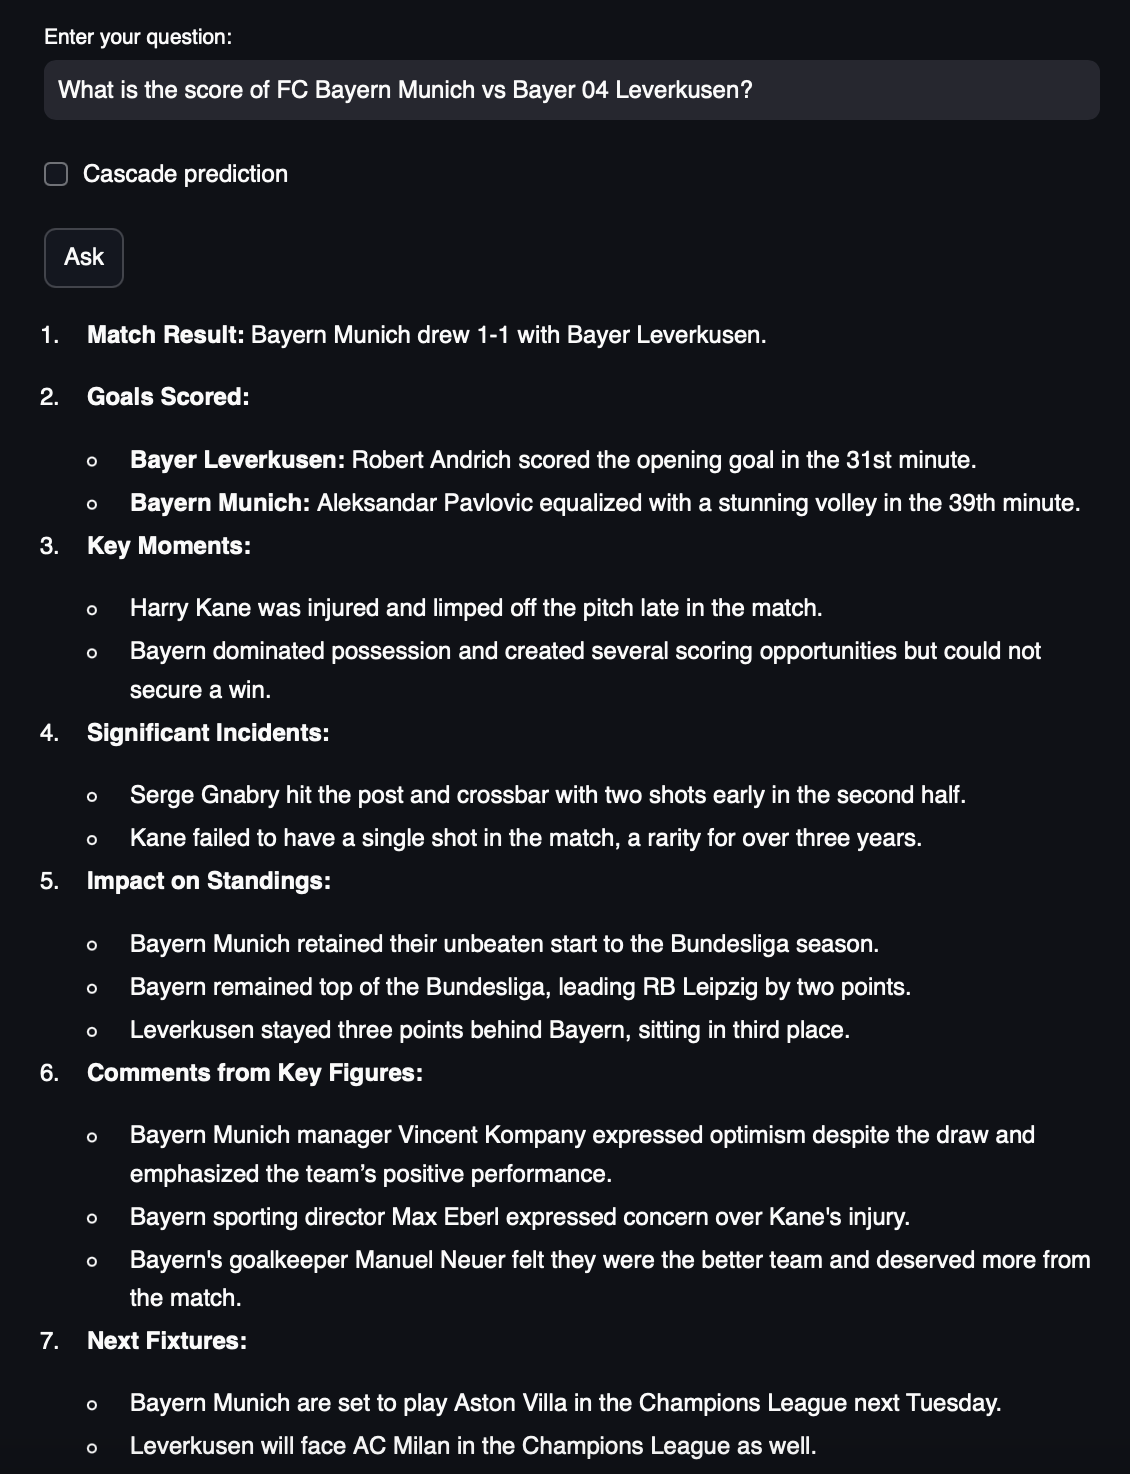 Enter your question:
What is the score of FC Bayern Munich vs Bayer 04 Leverkusen?
Cascade prediction
Ask
1. Match Result: Bayern Munich drew 1-1 with Bayer Leverkusen.
2. Goals Scored:
Bayer Leverkusen: Robert Andrich scored the opening goal in the 31st minute.
Bayern Munich: Aleksandar Pavlovic equalized with a stunning volley in the 39th minute.
3. Key Moments:
Harry Kane was injured and limped off the pitch late in the match.
Bayern dominated possession and created several scoring opportunities but could not
secure a win.
4. Significant Incidents:
Serge Gnabry hit the post and crossbar with two shots early in the second half.
Kane failed to have a single shot in the match, a rarity for over three years.
5. Impact on Standings:
Bayern Munich retained their unbeaten start to the Bundesliga season.
Bayern remained top of the Bundesliga, leading RB Leipzig by two points.
Leverkusen stayed three points behind Bayern, sitting in third place.
6. Comments from Key Figures:
Bayern Munich manager Vincent Kompany expressed optimism despite the draw and
emphasized the team’s positive performance.
Bayern sporting director Max Eberl expressed concern over Kane's injury.
Bayern's goalkeeper Manuel Neuer felt they were the better team and deserved more from
the match.
7. Next Fixtures:
Bayern Munich are set to play Aston Villa in the Champions League next Tuesday.
Leverkusen will face AC Milan in the Champions League as well.